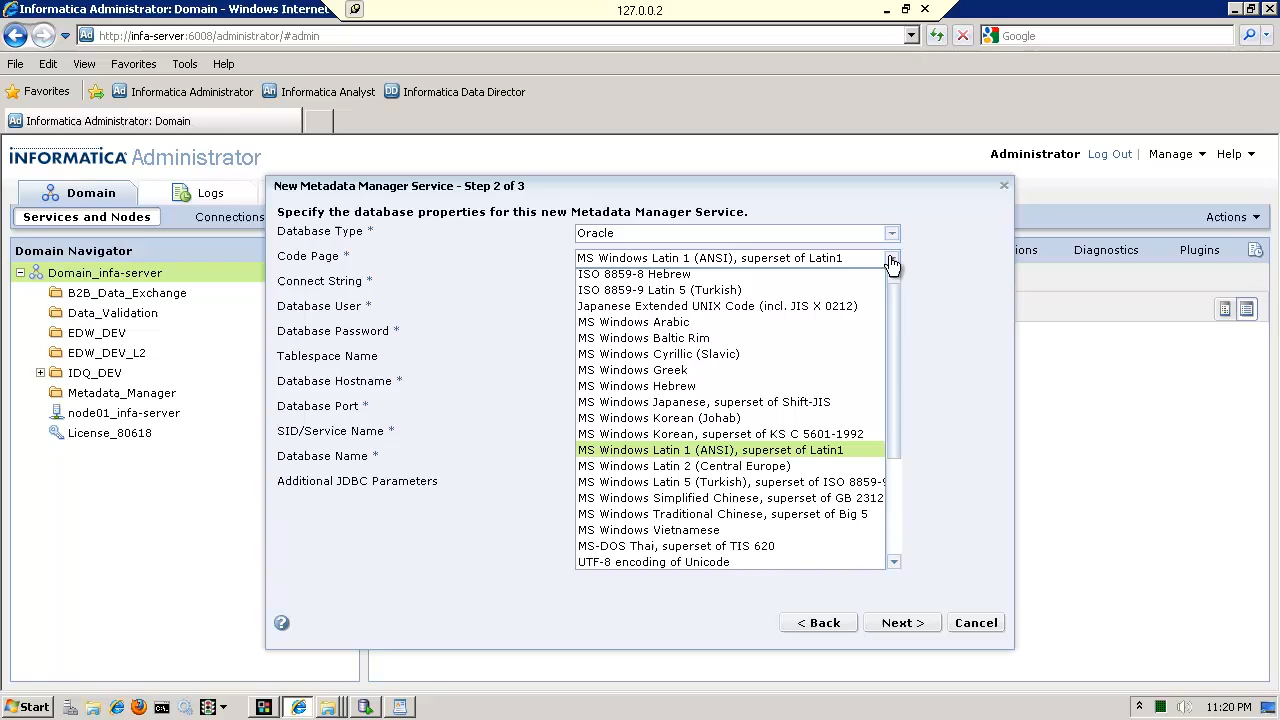 Informatica Administrator: Domain - Windows Internet
127.0.0.2
http://infa-server:6008/administrator/#admin
Google
File Edit View Favorites Tools Help
Favorites Informatica Administrator Informatica Analyst Informatica Data Director
Informatica Administrator: Domain
INFORMATICA Administrator
Administrator Log Out | Manage Help
Domain Logs
Services and Nodes Connections
Diagnostics Plugins
Actions
Domain Navigator
Domain_infa-server
B2B_Data_Exchange
Data_Validation
EDW_DEV
EDW_DEV_L2
IDQ_DEV
Metadata_Manager
node01_infa-server
License_80618
New Metadata Manager Service - Step 2 of 3
Specify the database properties for this new Metadata Manager Service.
Database Type * Oracle
Code Page * MS Windows Latin 1 (ANSI), superset of Latin1
Connect String *
Database User *
Database Password *
Tablespace Name
Database Hostname *
Database Port *
SID/Service Name *
Database Name *
Additional JDBC Parameters
ISO 8859-8 Hebrew
ISO 8859-9 Latin 5 (Turkish)
Japanese Extended UNIX Code (incl. JIS X 0212)
MS Windows Arabic
MS Windows Baltic Rim
MS Windows Cyrillic (Slavic)
MS Windows Greek
MS Windows Hebrew
MS Windows Japanese, superset of Shift-JIS
MS Windows Korean (Johab)
MS Windows Korean, superset of KS C 5601-1992
MS Windows Latin 1 (ANSI), superset of Latin1
MS Windows Latin 2 (Central Europe)
MS Windows Latin 5 (Turkish), superset of ISO 8859-9
MS Windows Simplified Chinese, superset of GB 2312
MS Windows Traditional Chinese, superset of Big 5
MS Windows Vietnamese
MS-DOS Thai, superset of TIS 620
UTF-8 encoding of Unicode
< Back Next > Cancel
Start
11:20 PM